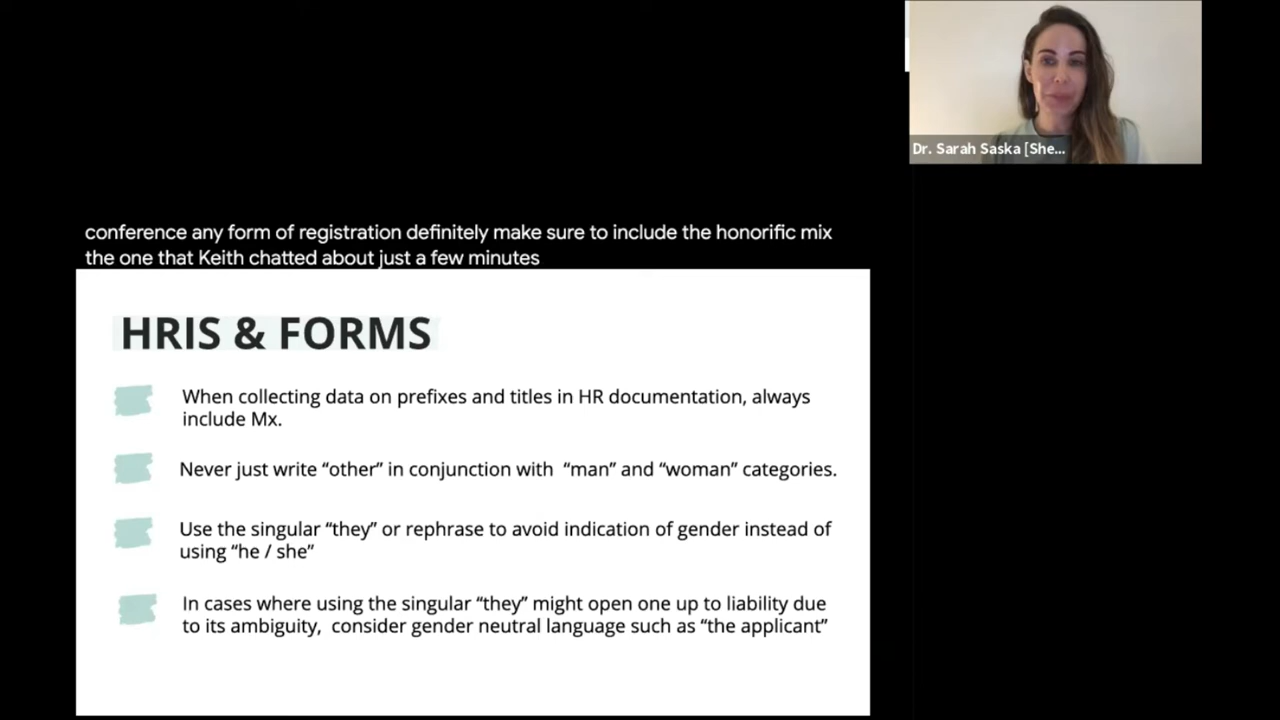 Dr. Sarah Saska [She...
conference any form of registration definitely make sure to include the honorific mix
the one that Keith chatted about just a few minutes
HRIS & FORMS
When collecting data on prefixes and titles in HR documentation, always
include Mx.
Never just write “other” in conjunction with “man” and “woman” categories.
Use the singular “they” or rephrase to avoid indication of gender instead of
using “he / she”
In cases where using the singular “they” might open one up to liability due
to its ambiguity, consider gender neutral language such as “the applicant”